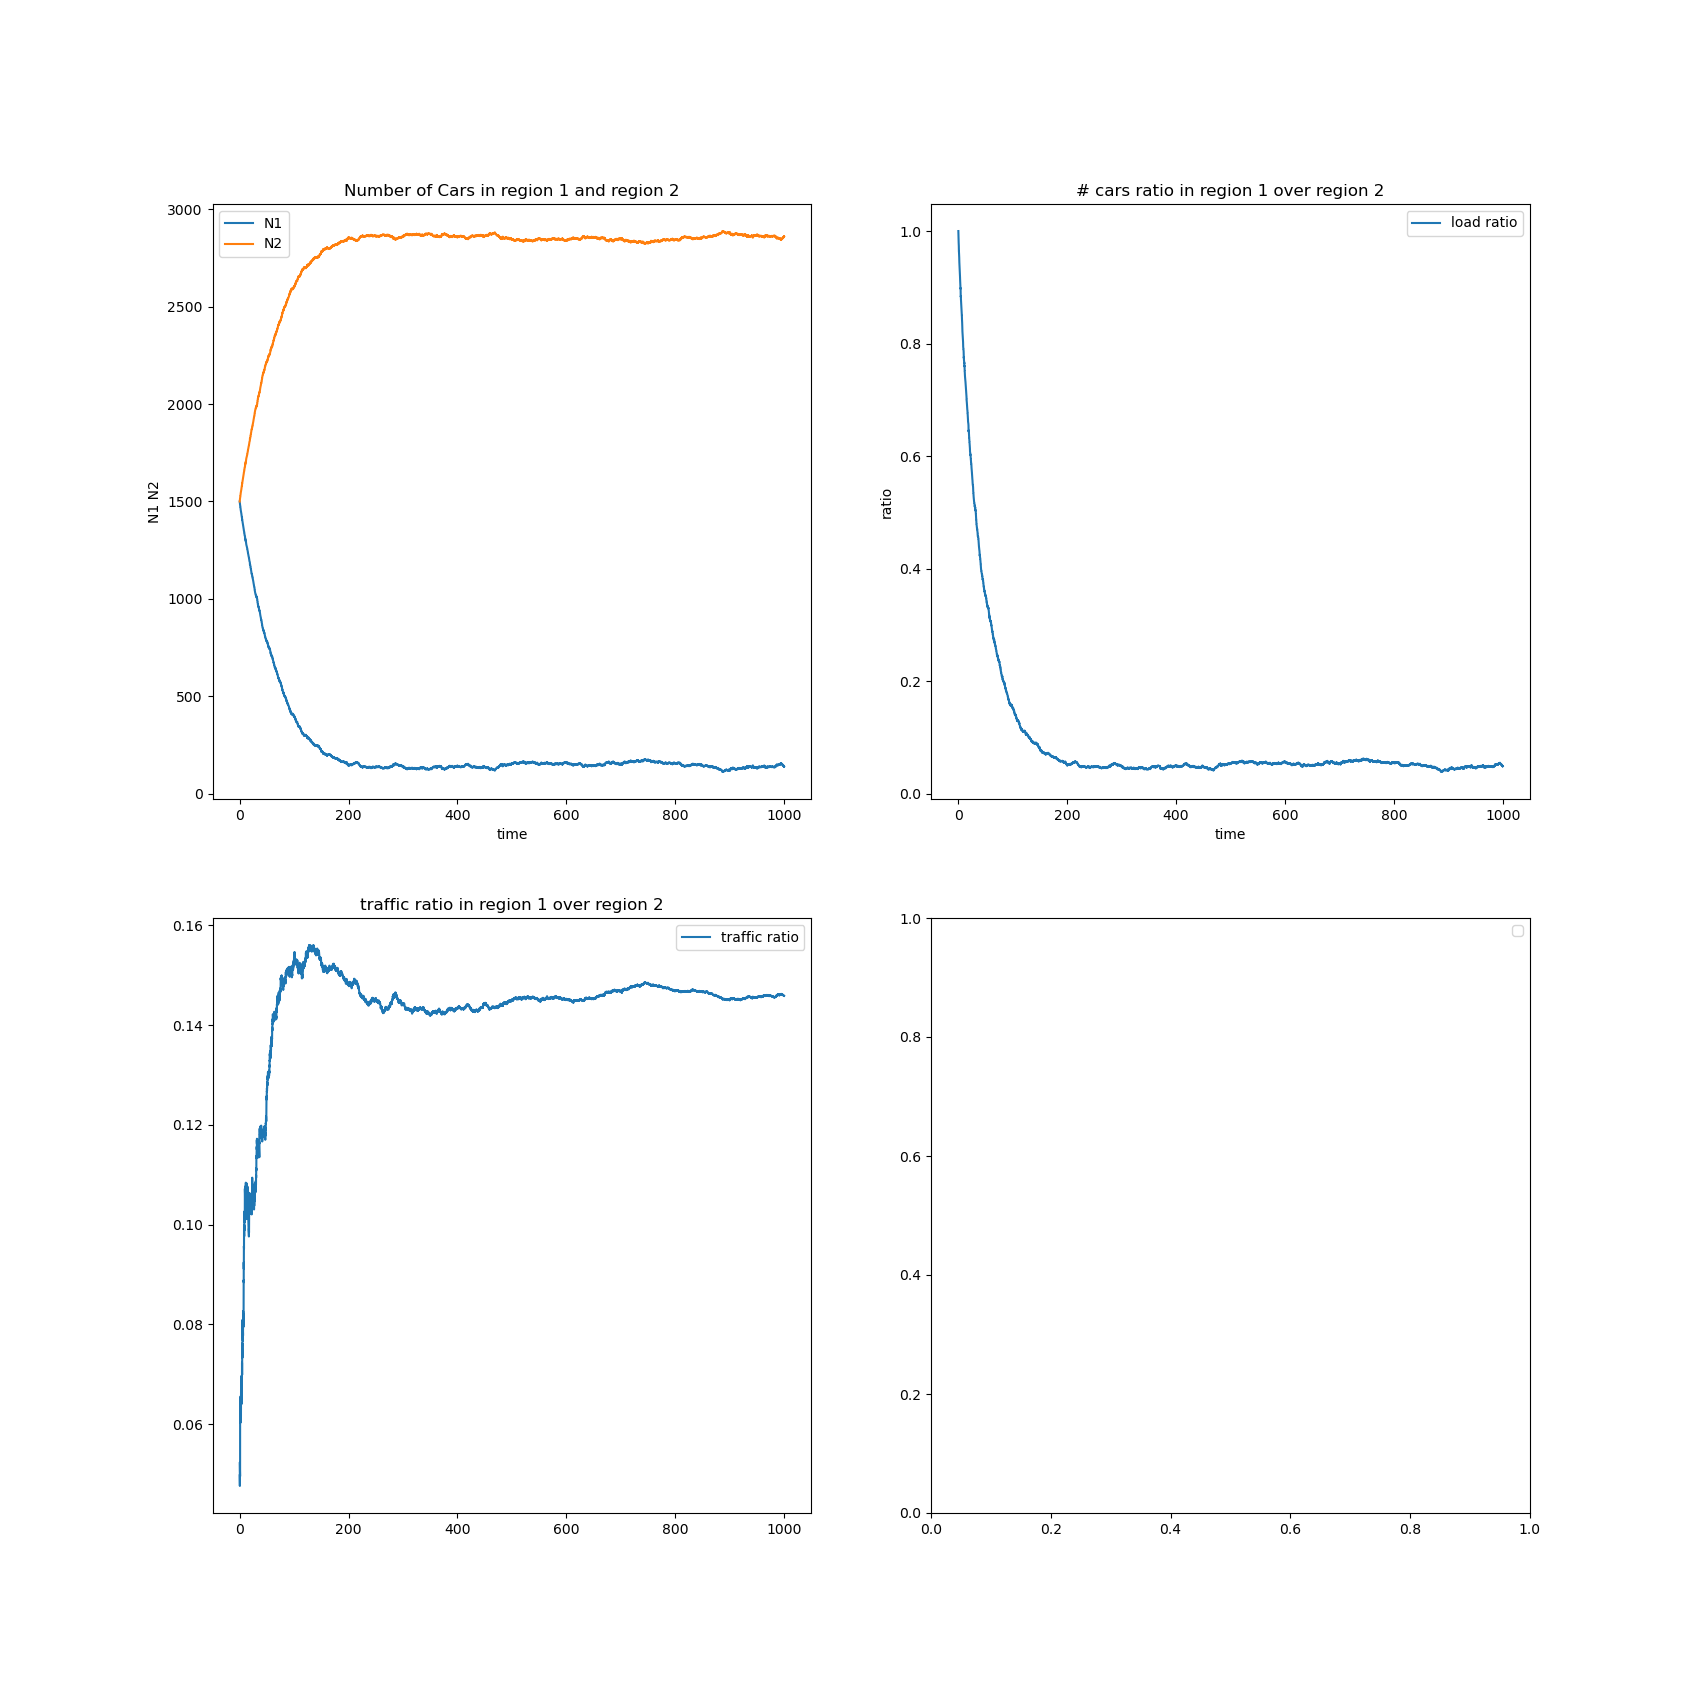 Number of Cars in region 1 and region 2
3000
2500
2000
1500
1000
500
0
N1 N2
N1
N2
0 200 400 600 800 1000
time
# cars ratio in region 1 over region 2
1.0
0.8
0.6
0.4
0.2
0.0
ratio
load ratio
0 200 400 600 800 1000
time
traffic ratio in region 1 over region 2
0.16
0.14
0.12
0.10
0.08
0.06
traffic ratio
0 200 400 600 800 1000
1.0
0.8
0.6
0.4
0.2
0.0
0.0 0.2 0.4 0.6 0.8 1.0